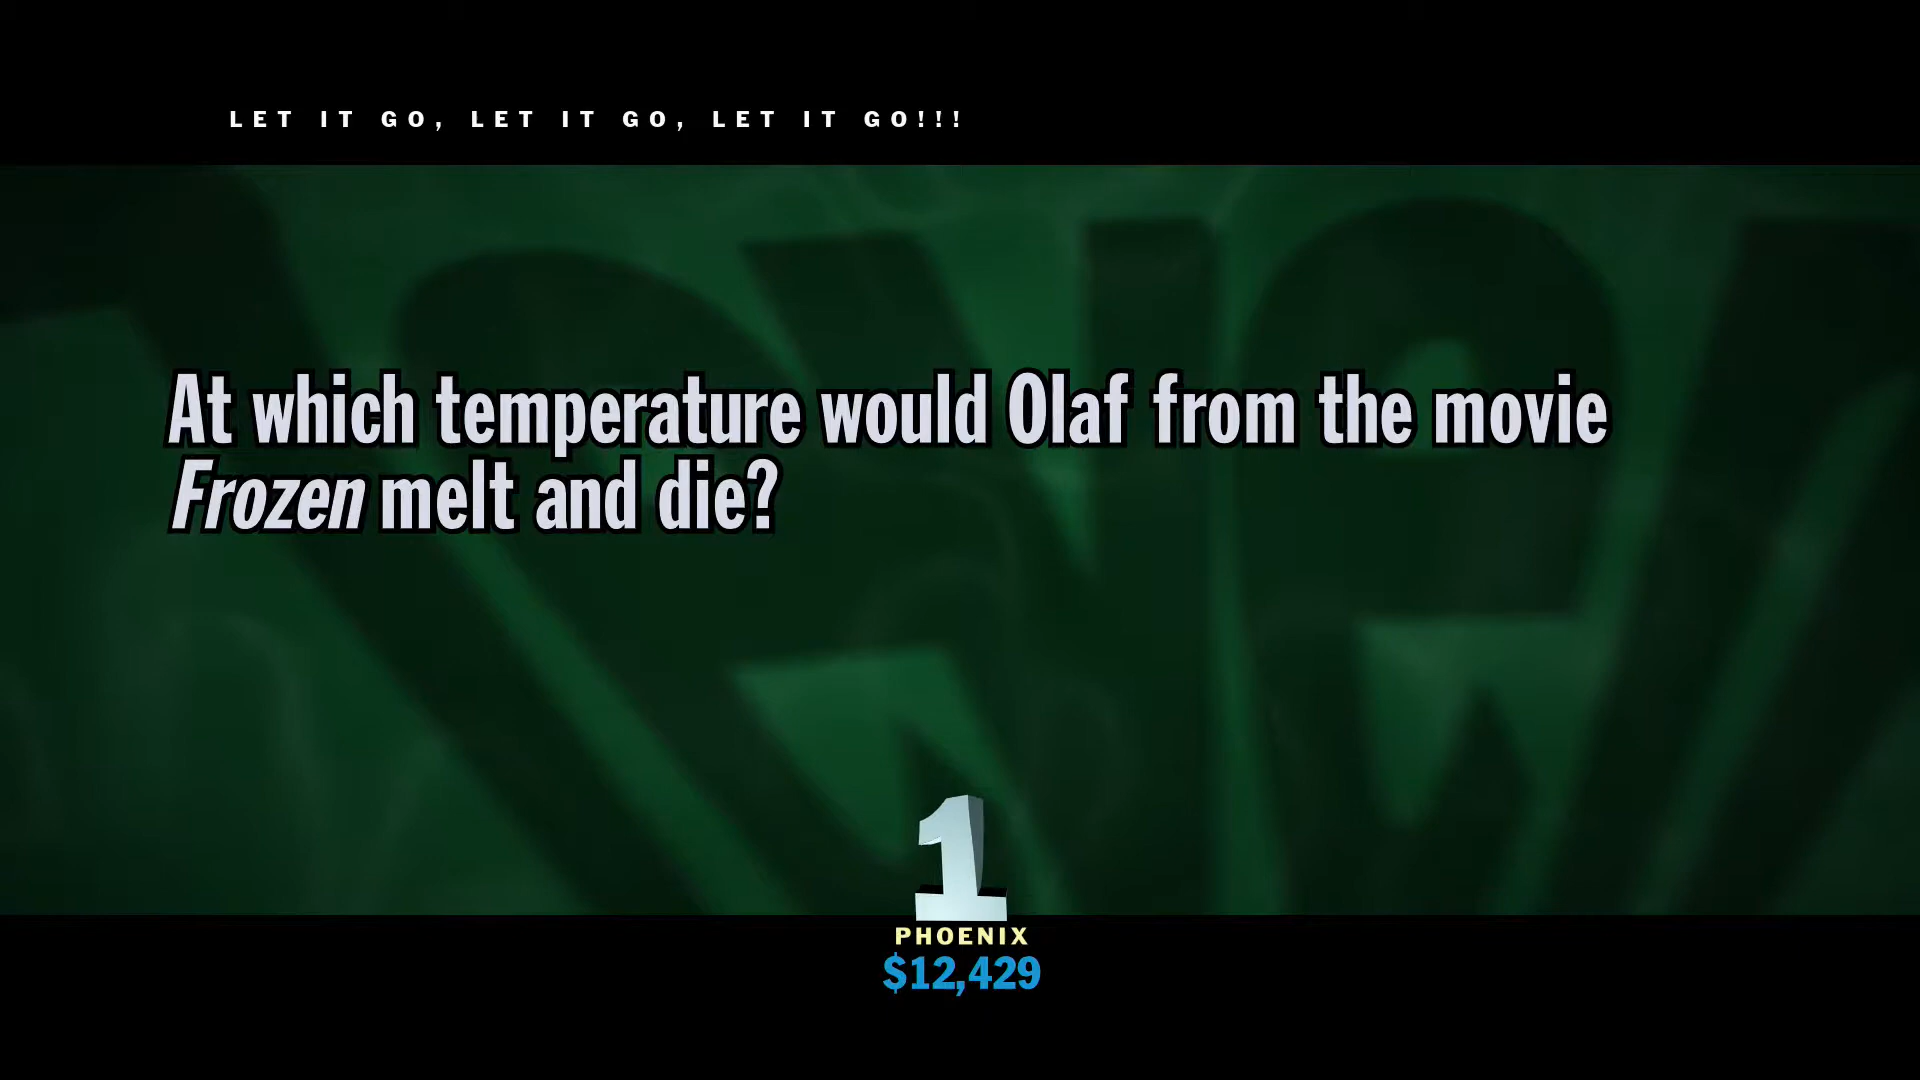 LET IT GO, LET IT GO, LET IT GO!!!
At which temperature would Olaf from the movie
Frozen melt and die?
1
PHOENIX
$12,429